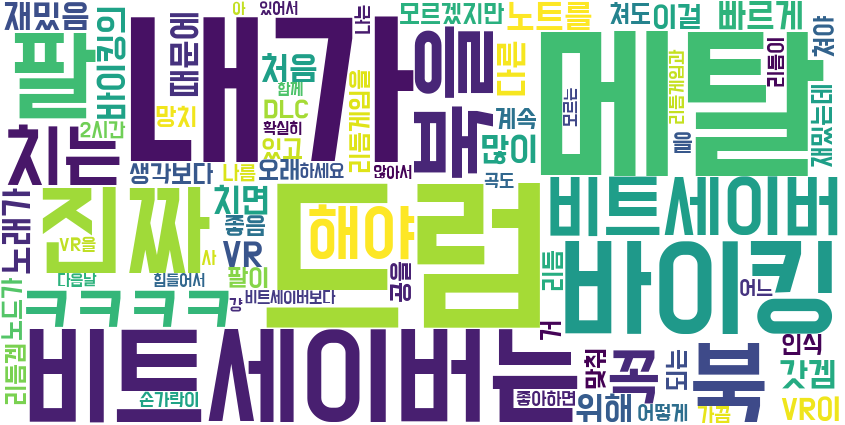 재밌음
팔
바이킹의
때문에
내가
처음
함께
DLC
확실히
있고
망치
2시간
치는
생각보다
나름
오래하세요
않아서
리듬게임을
아
있어서
나는
모르겠지만
노트를
쳐도
이걸
빠르게
을
북
다른
계속
많이
곡도
모르는
메탈
리듬게임과
리듬이
쳐야
재밌는데
음
노래가
진짜
VR을
다음날
힘들어서
치면
좋음
VR
팔이
사
걍
드럼
해야
비트세이버보다
공을
비트세이버
바이킹
리듬
어느
노드가
리듬겜
ㅋㅋㅋㅋ
비트세이버는
손가락이
거
맞춰
꼭
되는
북
좋아하면
위해
어떻게
가끔
인식
갓겜
VR이